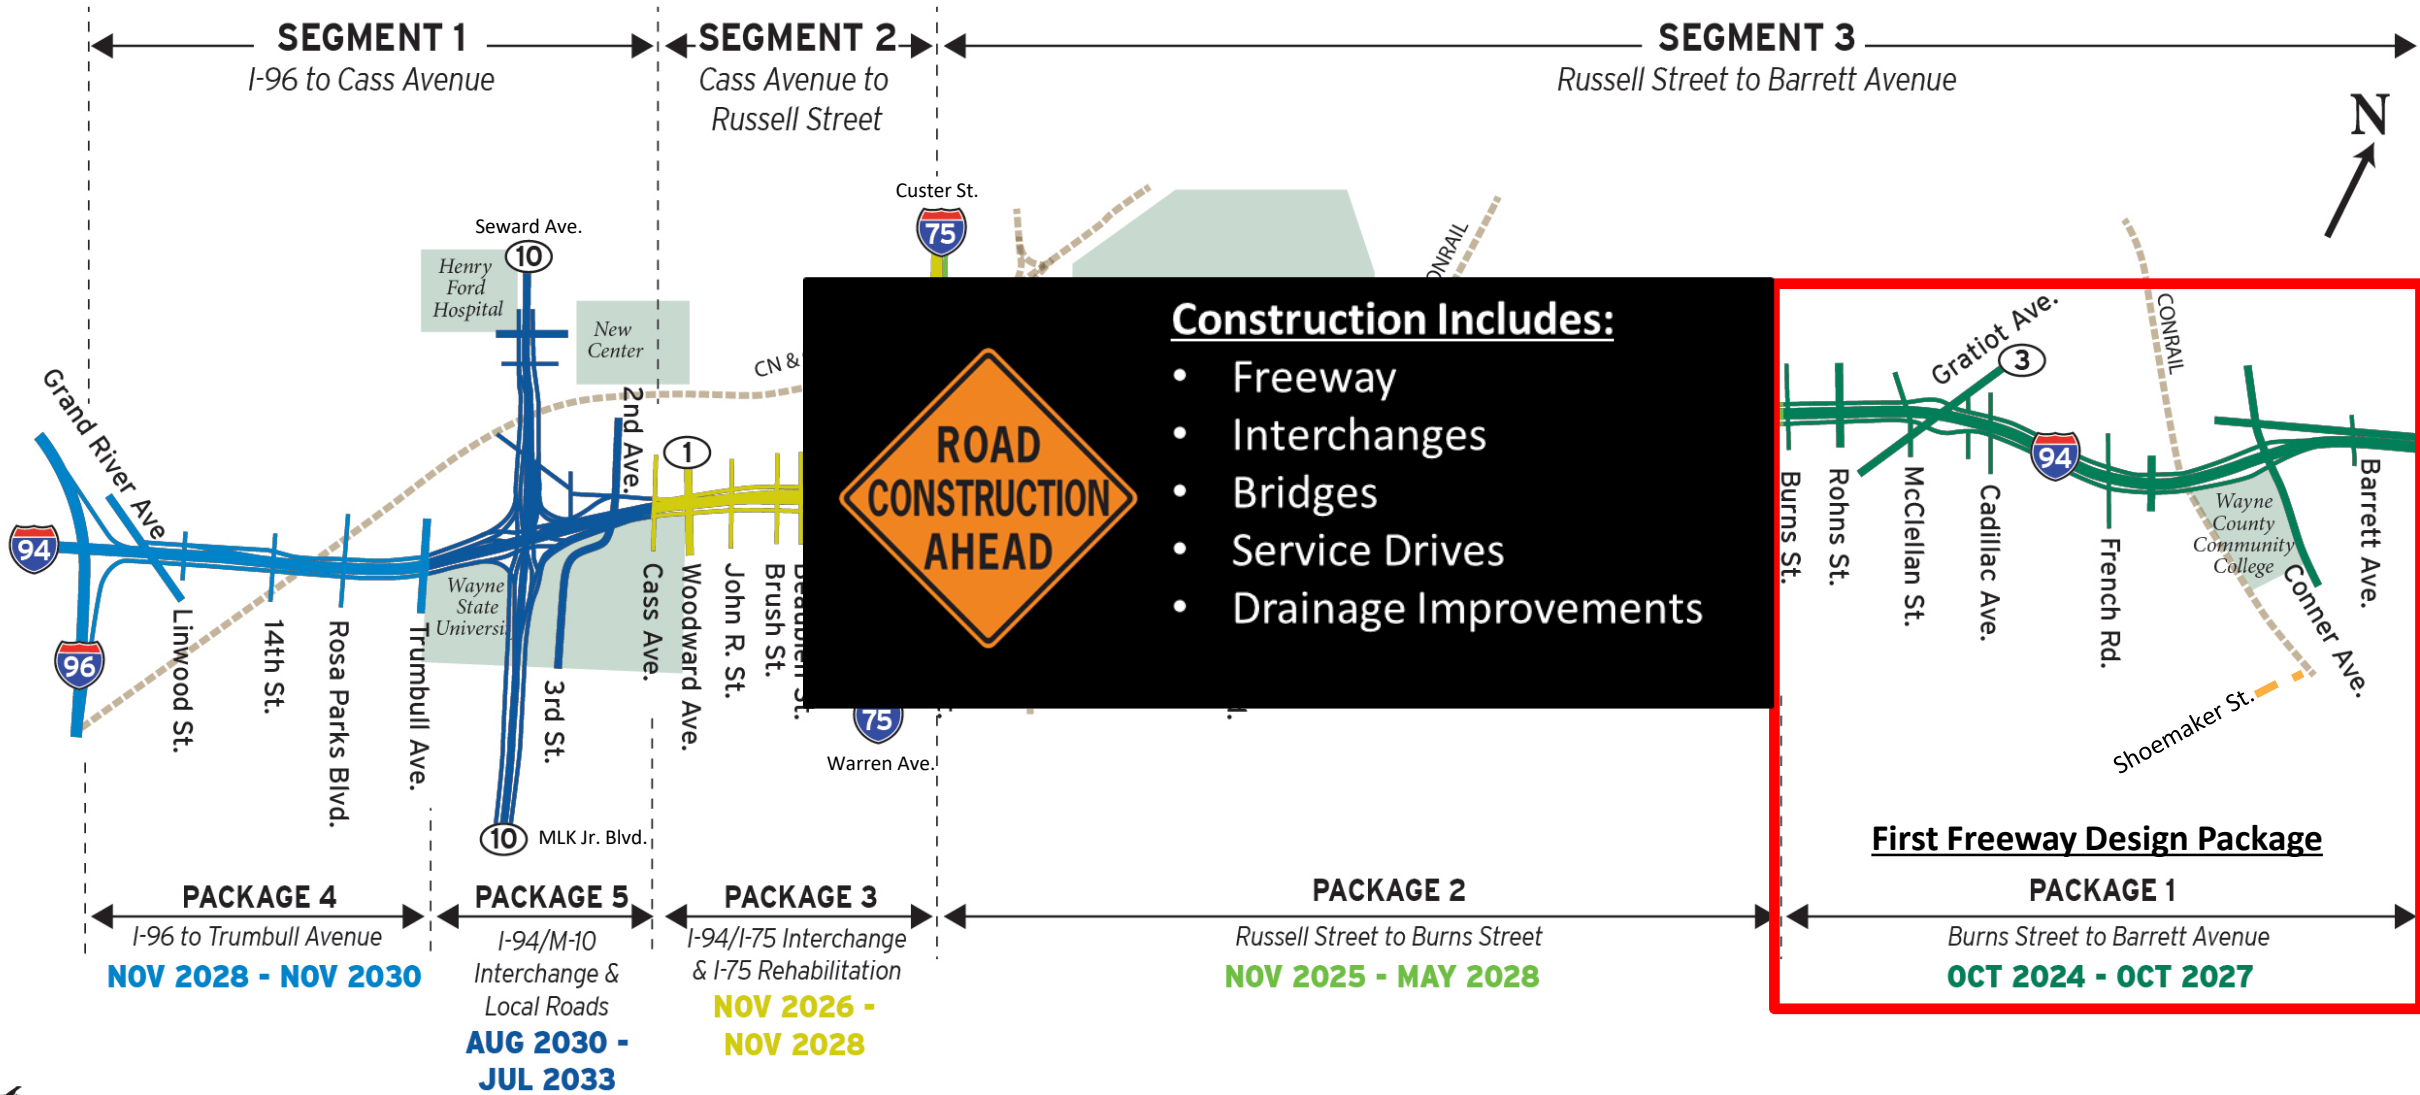 SEGMENT 1
I-96 to Cass Avenue
SEGMENT 2
Cass Avenue to
Russell Street
SEGMENT 3
Russell Street to Barrett Avenue
N
Custer St.
75
Seward Ave.
10
Henry
Ford
Hospital
New
Center
CN &
ONRAIL
CONRAIL
Grand River Ave
2nd Ave.
1
94
96
Wayne
State
Universi
Linwood St.
14th St.
Rosa Parks Blvd.
Trumbull Ave.
3rd St.
Cass Ave.
Woodward Ave.
John R. St.
Brush St.
Beaubien St.
10
MLK Jr. Blvd.
75
Warren Ave.
ROAD
CONSTRUCTION
AHEAD
Construction Includes:
• Freeway
• Interchanges
• Bridges
• Service Drives
• Drainage Improvements
Gratiot Ave.
3
94
Burns St.
Rohns St.
McClellan St.
Cadillac Ave.
French Rd.
Wayne
County
Community
College
Conner Ave.
Barrett Ave.
Shoemaker St.
First Freeway Design Package
PACKAGE 4
I-96 to Trumbull Avenue
NOV 2028 - NOV 2030
PACKAGE 5
I-94/M-10
Interchange &
Local Roads
AUG 2030 -
JUL 2033
PACKAGE 3
I-94/I-75 Interchange
& I-75 Rehabilitation
NOV 2026 -
NOV 2028
PACKAGE 2
Russell Street to Burns Street
NOV 2025 - MAY 2028
PACKAGE 1
Burns Street to Barrett Avenue
OCT 2024 - OCT 2027